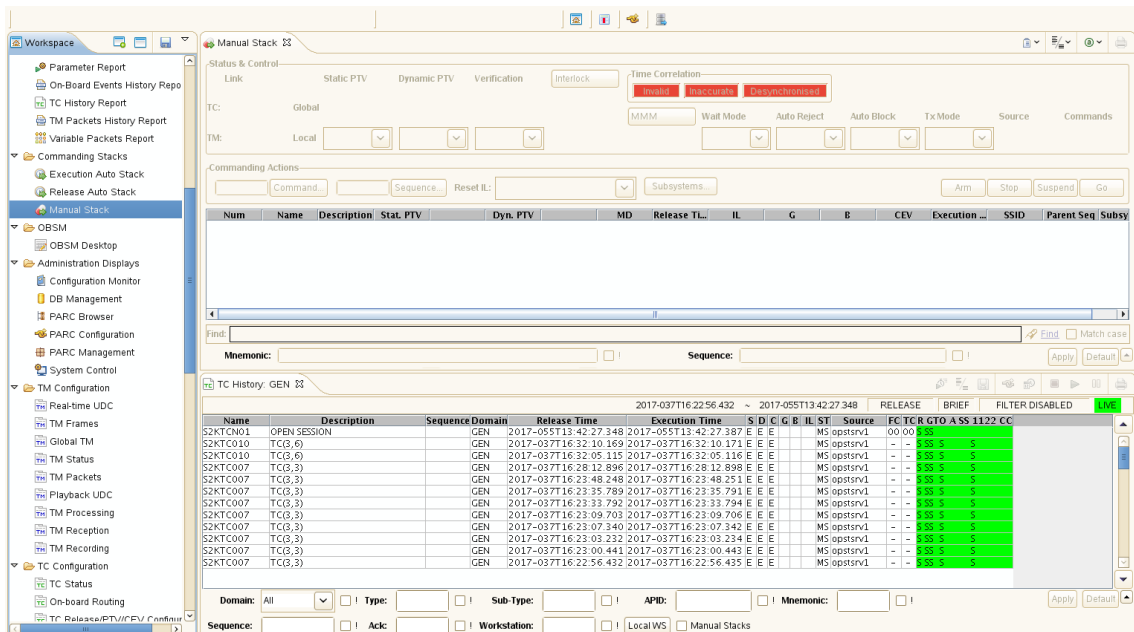 Workspace
Parameter Report
On-Board Events History Repo
TC History Report
TM Packets History Report
Variable Packets Report
Commanding Stacks
Execution Auto Stack
Release Auto Stack
Manual Stack
OBSM
OBSM Desktop
Administration Displays
Configuration Monitor
DB Management
PARC Browser
PARC Configuration
PARC Management
System Control
TM Configuration
Real-time UDC
TM Frames
Global TM
TM Status
TM Packets
Playback UDC
TM Processing
TM Reception
TM Recording
TC Configuration
TC Status
On-board Routing
TC Release/PTV/CEV Configur
Manual Stack
Status & Control
Link Static PTV Dynamic PTV Verification Interlock
Time Correlation
Invalid Inaccurate Desynchronised
TC: Global
MMM Wait Mode Auto Reject Auto Block Tx Mode Source Commands
TM: Local
Commanding Actions
Command... Sequence... Reset IL: Subsystems... Arm Stop Suspend Go
Num Name Description Stat. PTV Dyn. PTV MD Release Ti... IL G B CEV Execution ... SSID Parent Seq Subsy
Find: Find Match case
Mnemonic: ! Sequence: ! Apply Default
TC History: GEN
2017-037T16:22:56.432 ~ 2017-055T13:42:27.348 RELEASE BRIEF FILTER DISABLED LIVE
Name Description Sequence Domain Release Time Execution Time S D C G B IL ST Source FC TC R GTO A SS 1122 CC
S2KTCN01 OPEN SESSION GEN 2017-055T13:42:27.348 2017-055T13:42:27.387 E E E MS opstsrv1 00 00 S SS
S2KTC010 TC(3,6) GEN 2017-037T16:32:10.169 2017-037T16:32:10.171 E E E MS opstsrv1 - - S SS S S
S2KTC010 TC(3,6) GEN 2017-037T16:32:05.115 2017-037T16:32:05.116 E E E MS opstsrv1 - - S SS S S
S2KTC007 TC(3,3) GEN 2017-037T16:28:12.896 2017-037T16:28:12.898 E E E MS opstsrv1 - - S SS S S
S2KTC007 TC(3,3) GEN 2017-037T16:23:48.248 2017-037T16:23:48.251 E E E MS opstsrv1 - - S SS S S
S2KTC007 TC(3,3) GEN 2017-037T16:23:35.789 2017-037T16:23:35.791 E E E MS opstsrv1 - - S SS S S
S2KTC007 TC(3,3) GEN 2017-037T16:23:33.792 2017-037T16:23:33.794 E E E MS opstsrv1 - - S SS S S
S2KTC007 TC(3,3) GEN 2017-037T16:23:09.703 2017-037T16:23:09.706 E E E MS opstsrv1 - - S SS S S
S2KTC007 TC(3,3) GEN 2017-037T16:23:07.340 2017-037T16:23:07.342 E E E MS opstsrv1 - - S SS S S
S2KTC007 TC(3,3) GEN 2017-037T16:23:03.232 2017-037T16:23:03.234 E E E MS opstsrv1 - - S SS S S
S2KTC007 TC(3,3) GEN 2017-037T16:23:00.441 2017-037T16:23:00.443 E E E MS opstsrv1 - - S SS S S
S2KTC007 TC(3,3) GEN 2017-037T16:22:56.432 2017-037T16:22:56.435 E E E MS opstsrv1 - - S SS S S
Domain: All ! Type: ! Sub-Type: ! APID: ! Mnemonic: ! Apply Default
Sequence: ! Ack: ! Workstation: ! Local WS Manual Stacks